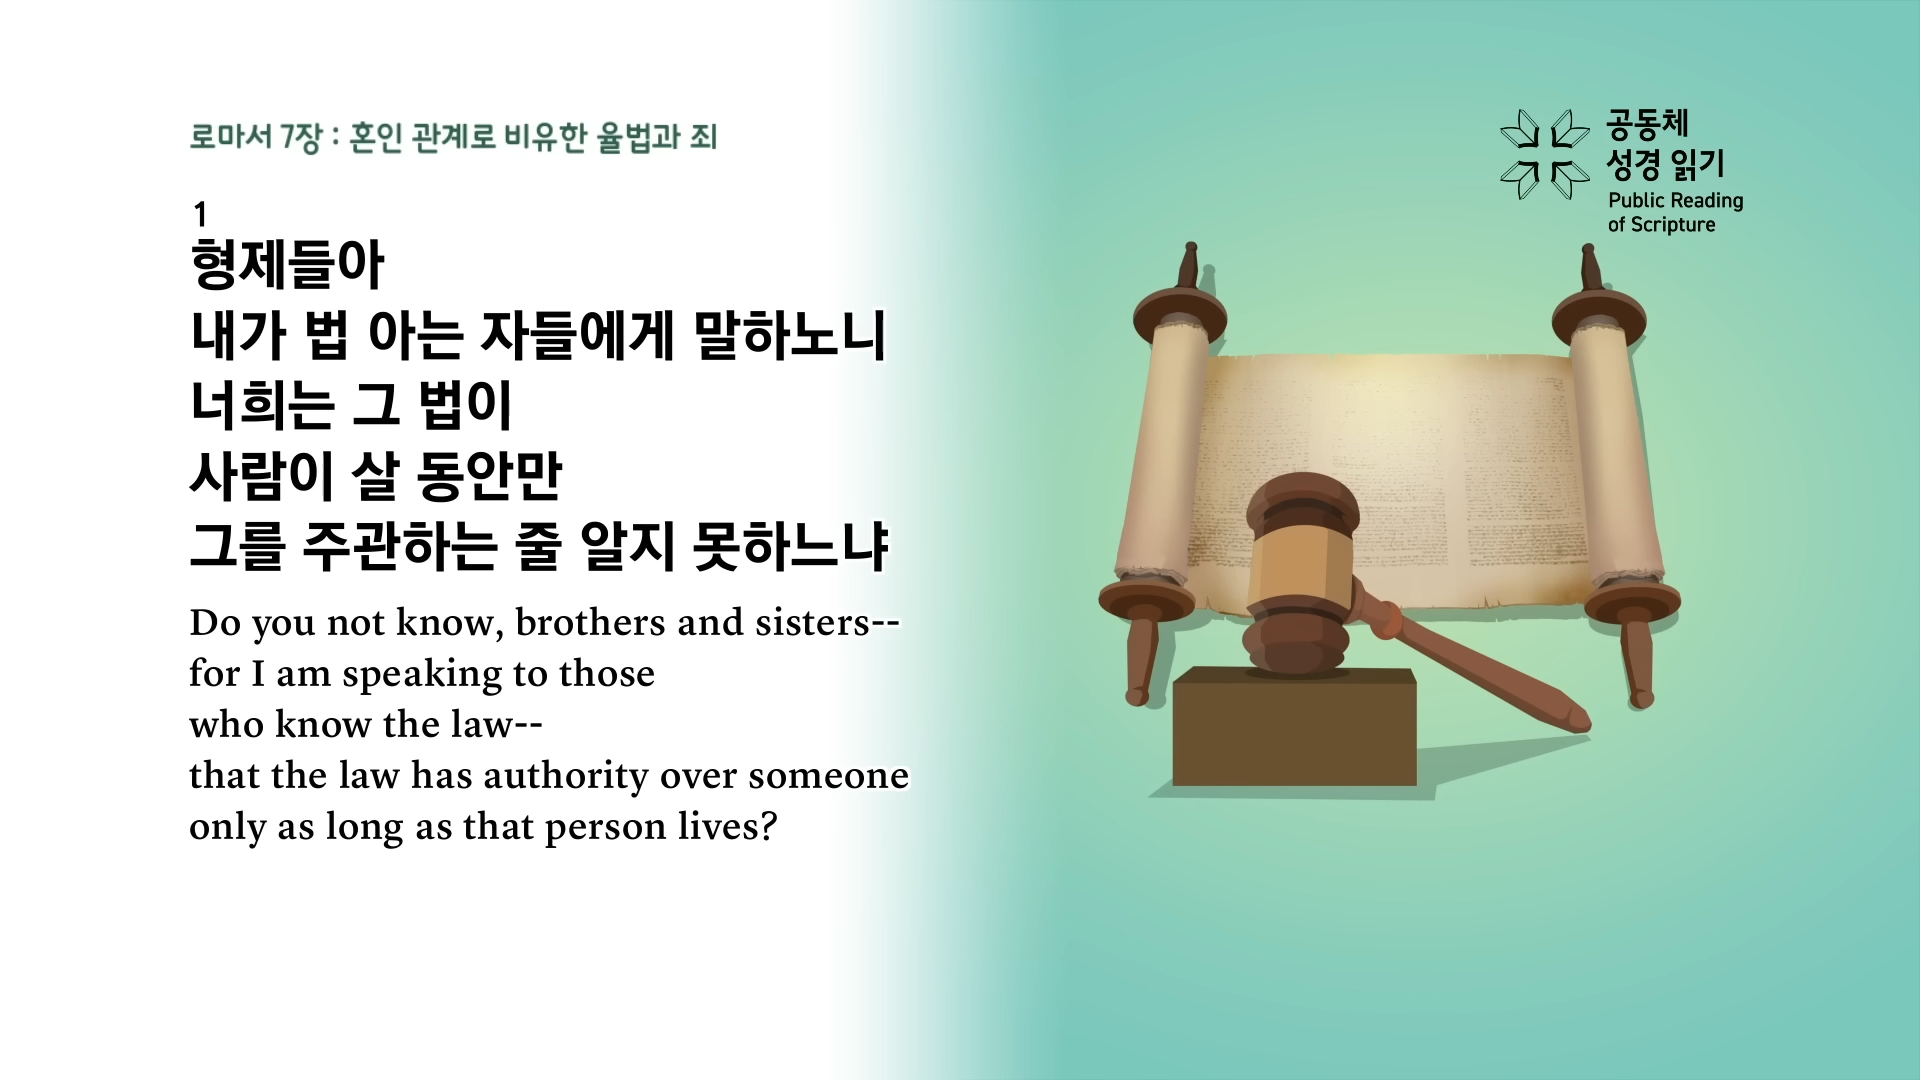 로마서 7장 : 혼인 관계로 비유한 율법과 죄
1
형제들아
내가 법 아는 자들에게 말하노니
너희는 그 법이
사람이 살 동안만
그를 주관하는 줄 알지 못하느냐
Do you not know, brothers and sisters--
for I am speaking to those
who know the law--
that the law has authority over someone
only as long as that person lives?
공동체
성경 읽기
Public Reading
of Scripture